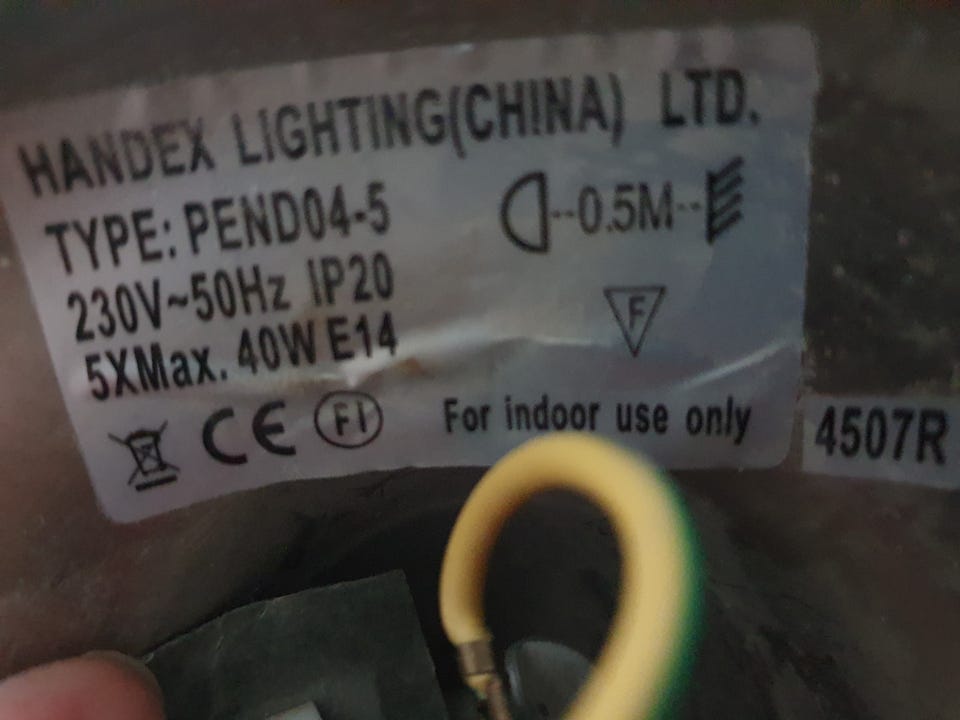 HANDEX LIGHTING(CHINA) LTD.
TYPE: PEND04-5
0.5M
230V~50Hz IP20
F
5XMax. 40W E14
CE FI For indoor use only
4507R